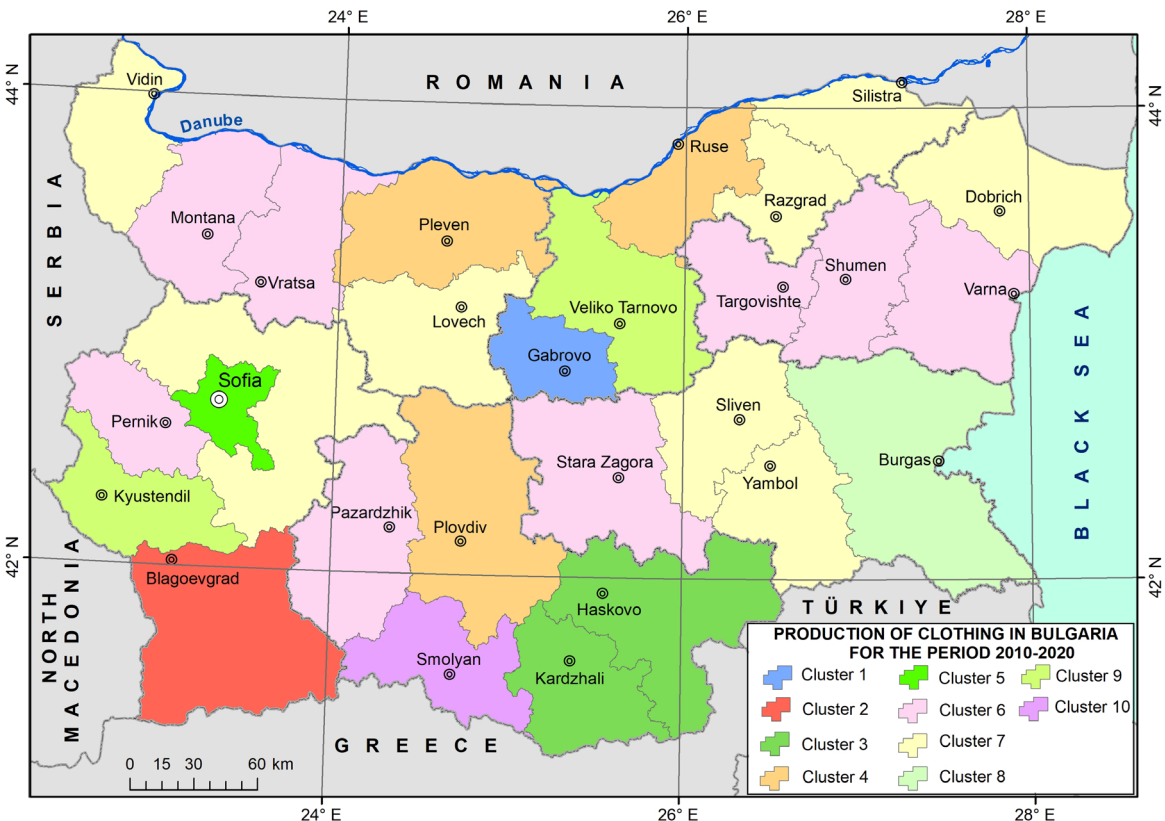 24° E
26° E
28° E
44° N
44° N
ROMANIA
Vidin
Silistra
Danube
Ruse
SERBIA
Razgrad
Dobrich
Montana
Pleven
Vratsa
Shumen
Targovishte
Varna
Lovech
Veliko Tarnovo
Gabrovo
BLACK SEA
Sofia
Sliven
Pernik
Burgas
Stara Zagora
Yambol
Kyustendil
Pazardzhik
Plovdiv
42° N
42° N
Blagoevgrad
Haskovo
TÜRKIYE
NORTH
MACEDONIA
Smolyan
Kardzhali
GREECE
PRODUCTION OF CLOTHING IN BULGARIA
FOR THE PERIOD 2010-2020
Cluster 1
Cluster 2
Cluster 3
Cluster 4
Cluster 5
Cluster 6
Cluster 7
Cluster 8
Cluster 9
Cluster 10
0 15 30 60 km
24° E
26° E
28° E